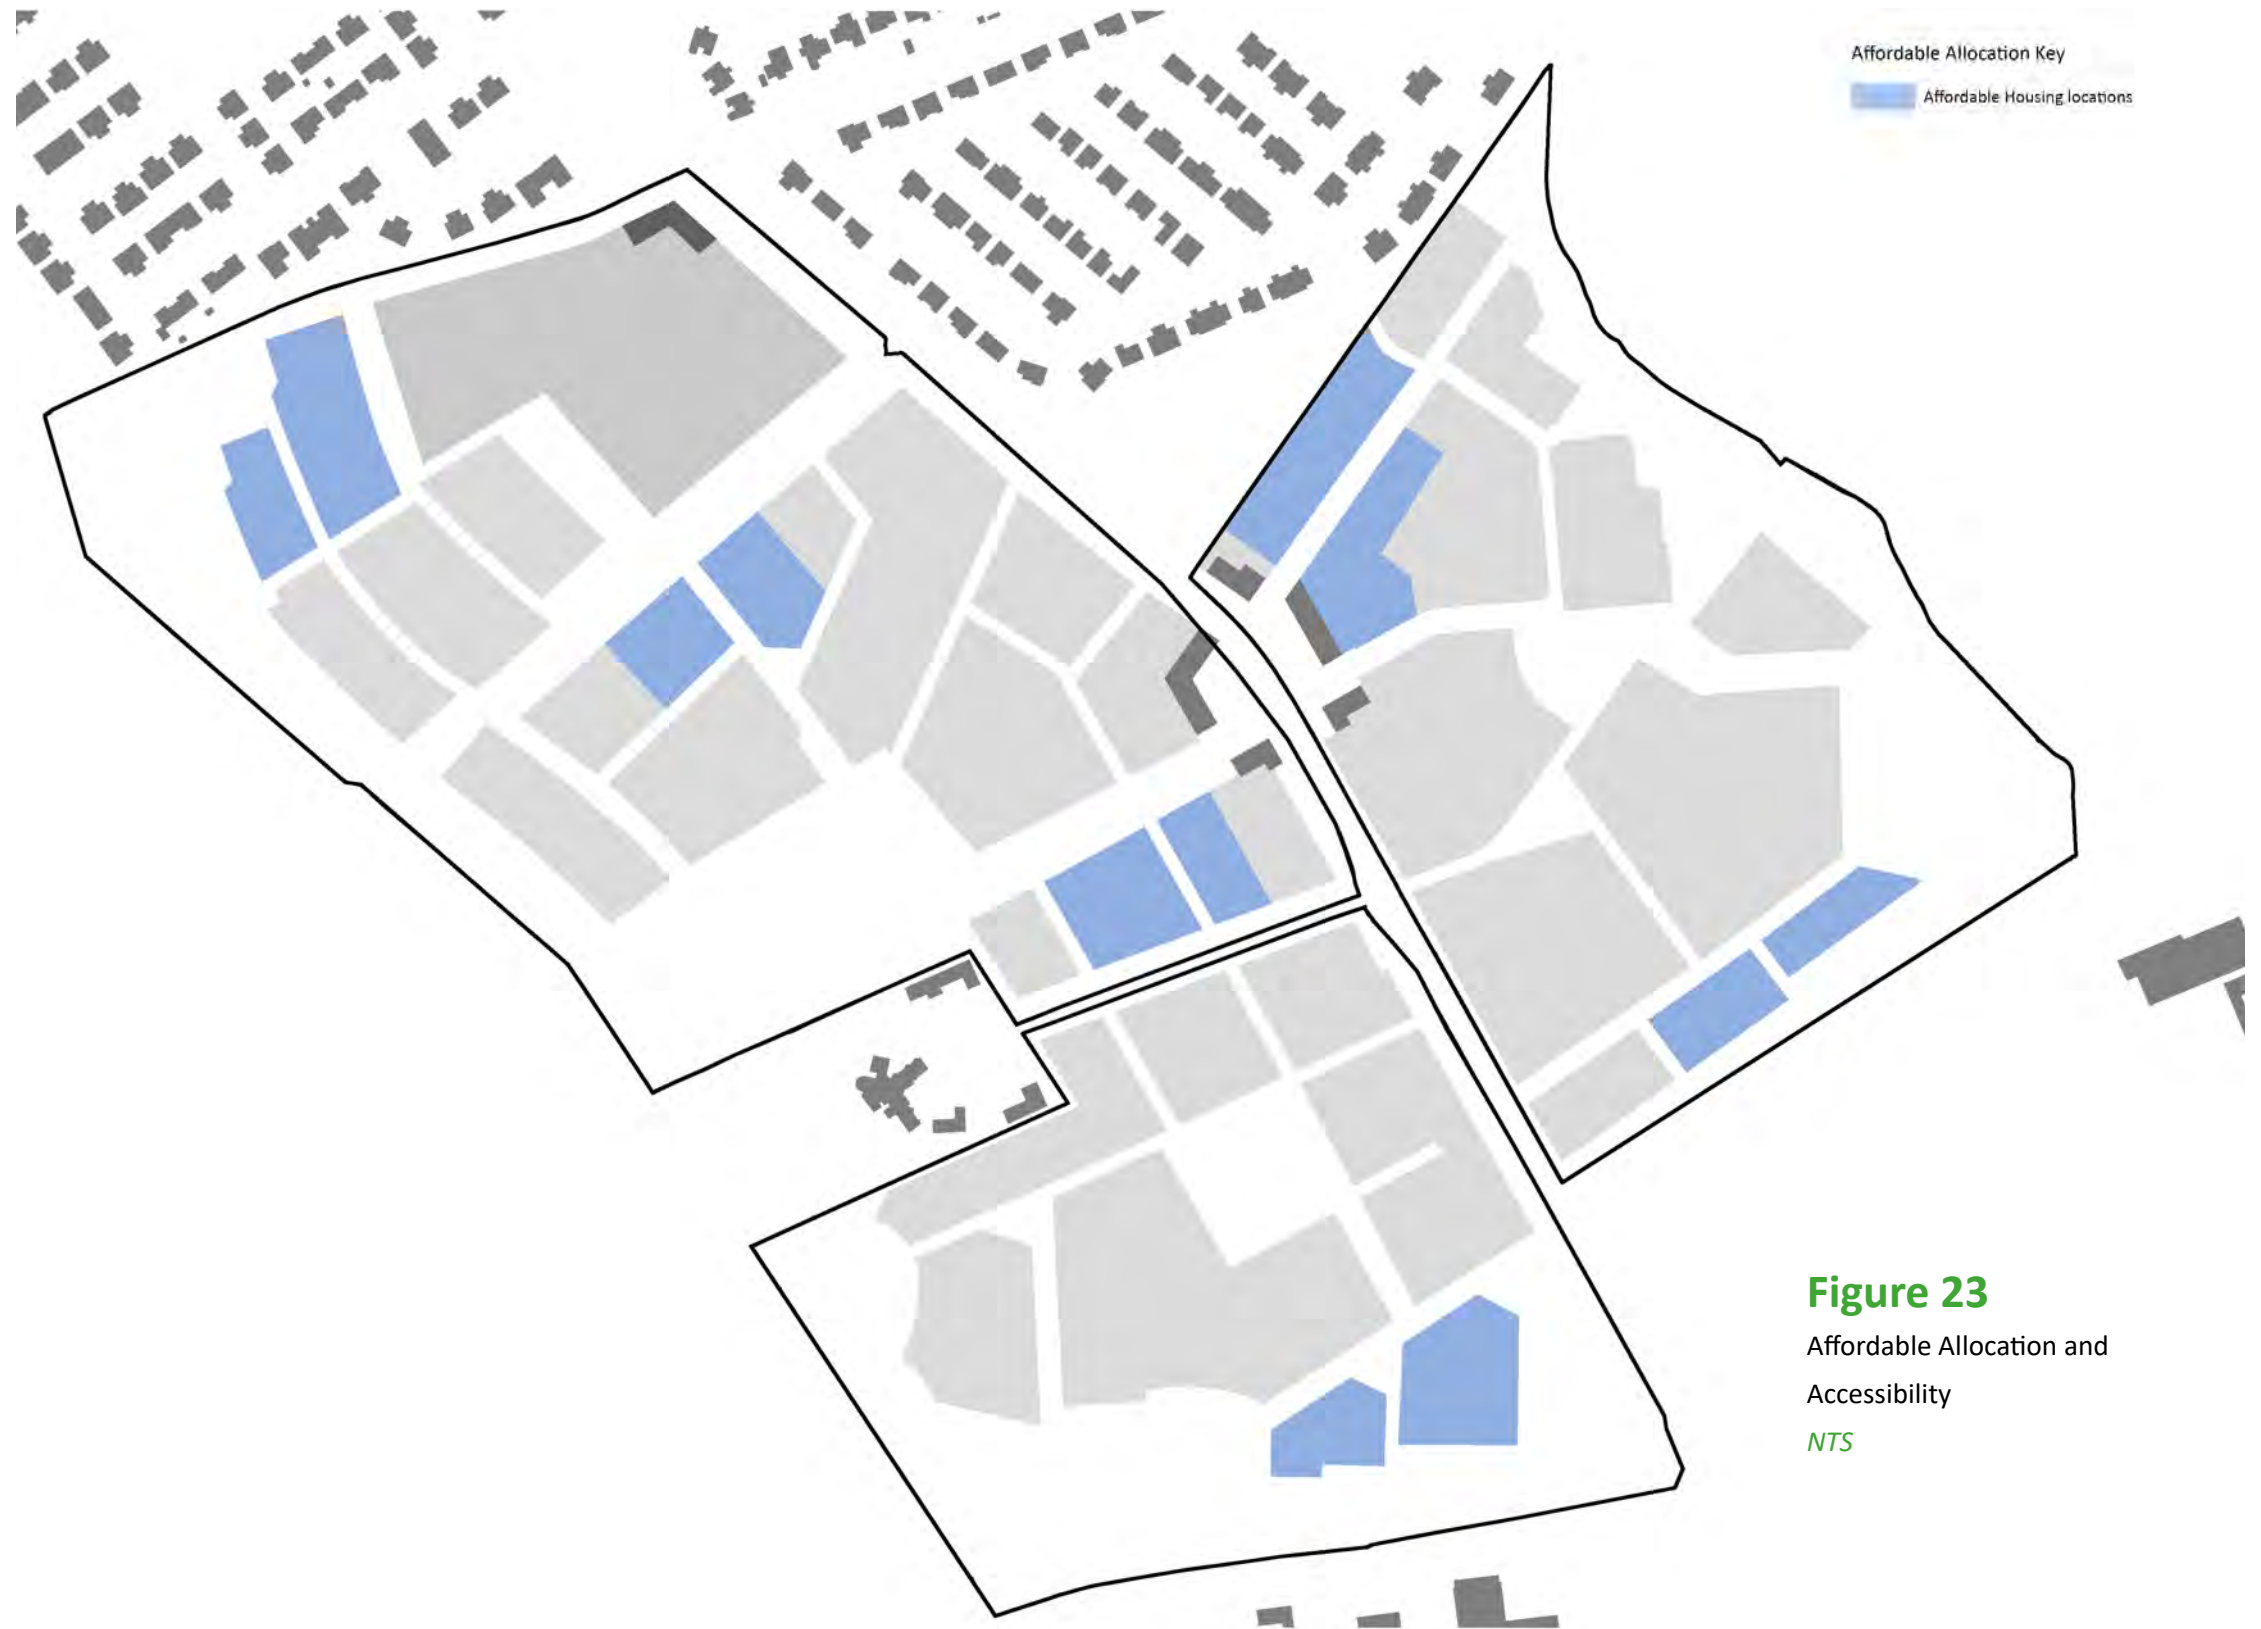 Affordable Allocation Key
Affordable Housing locations
Figure 23
Affordable Allocation and
Accessibility
NTS